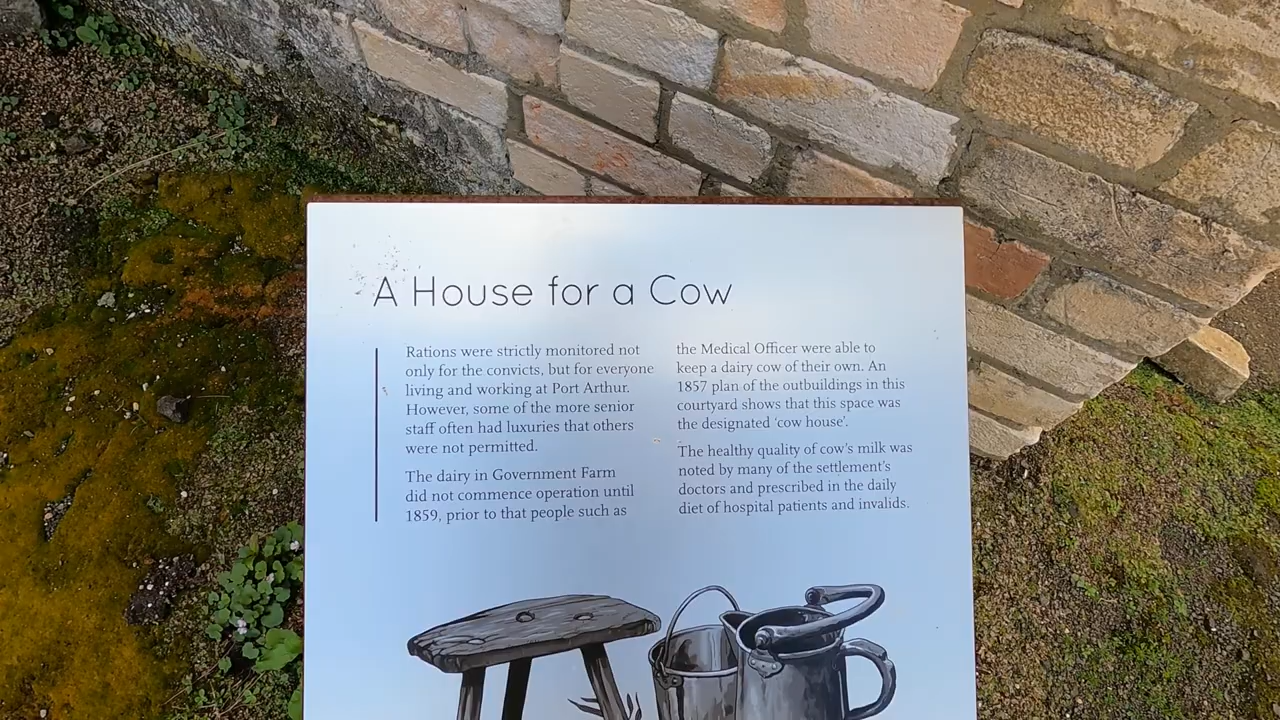 A House for a Cow
Rations were strictly monitored not
only for the convicts, but for everyone
living and working at Port Arthur.
However, some of the more senior
staff often had luxuries that others
were not permitted.
The dairy in Government Farm
did not commence operation until
1859, prior to that people such as
the Medical Officer were able to
keep a dairy cow of their own. An
1857 plan of the outbuildings in this
courtyard shows that this space was
the designated ‘cow house’.
The healthy quality of cow’s milk was
noted by many of the settlement’s
doctors and prescribed in the daily
diet of hospital patients and invalids.